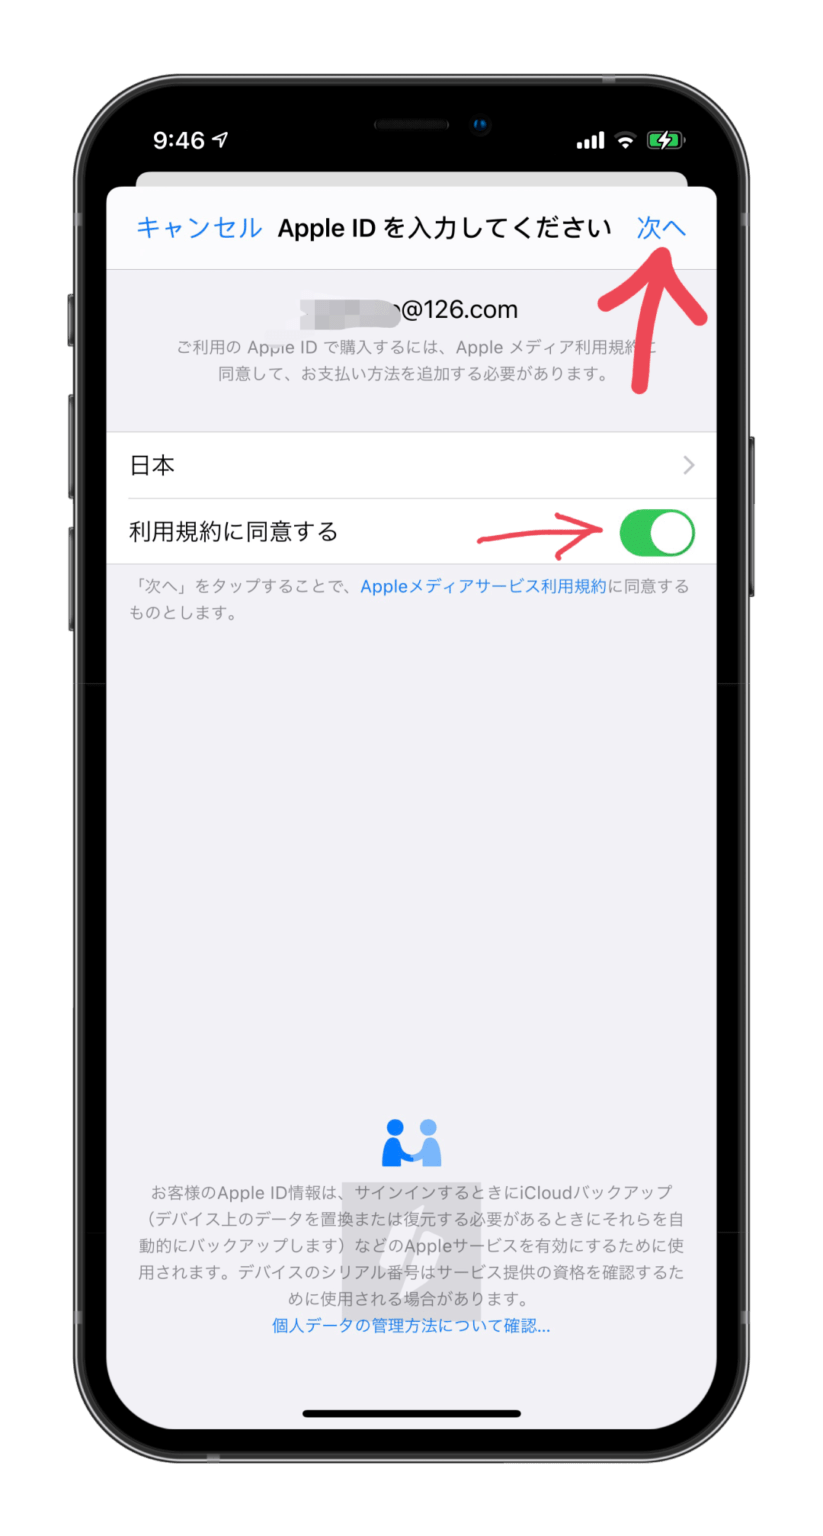 9:46
キャンセル Apple ID を入力してください 次へ
@126.com
ご利用の Apple ID で購入するには、Apple メディア利用規約に
同意して、お支払い方法を追加する必要があります。
日本
利用規約に同意する
「次へ」をタップすることで、Appleメディアサービス利用規約に同意する
ものとします。
お客様のApple ID情報は、サインインするときにiCloudバックアップ
（デバイス上のデータを置換または復元する必要があるときにそれらを自
動的にバックアップします）などのAppleサービスを有効にするために使
用されます。デバイスのシリアル番号はサービス提供の資格を確認するた
めに使用される場合があります。
個人データの管理方法について確認...